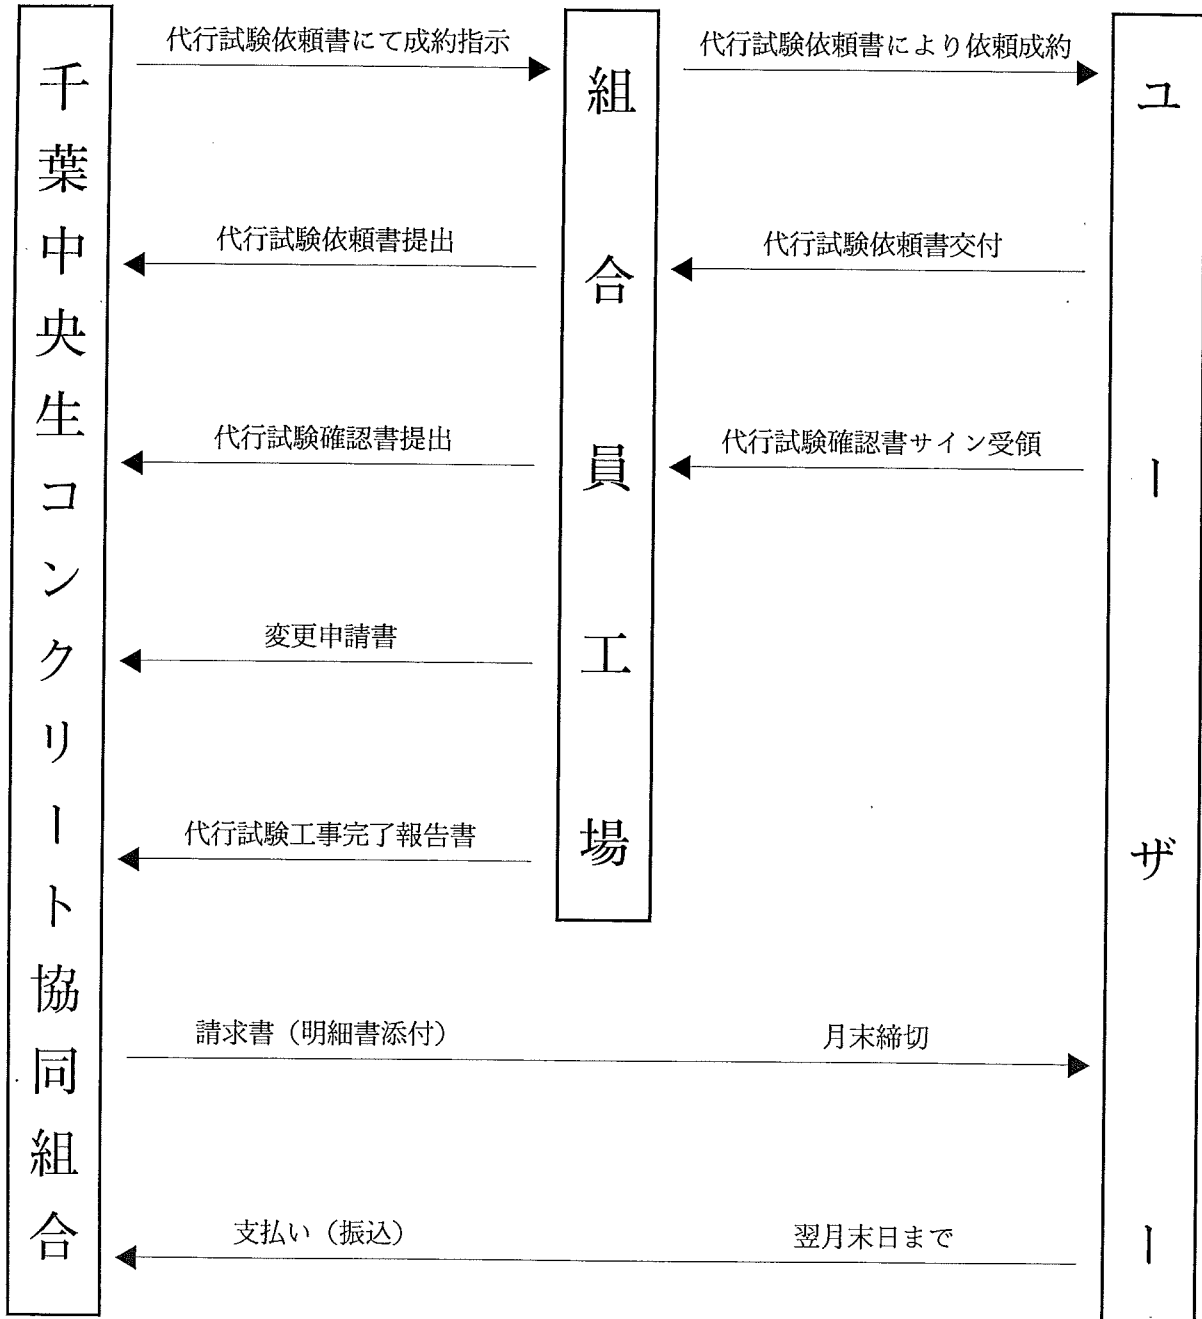 千葉中央生コンクリート協同組合
組合員工場
ユーザー
代行試験依頼書にて成約指示
代行試験依頼書により依頼成約
代行試験依頼書提出
代行試験依頼書交付
代行試験確認書提出
代行試験確認書サイン受領
変更申請書
代行試験工事完了報告書
請求書（明細書添付）
月末締切
支払い（振込）
翌月末日まで